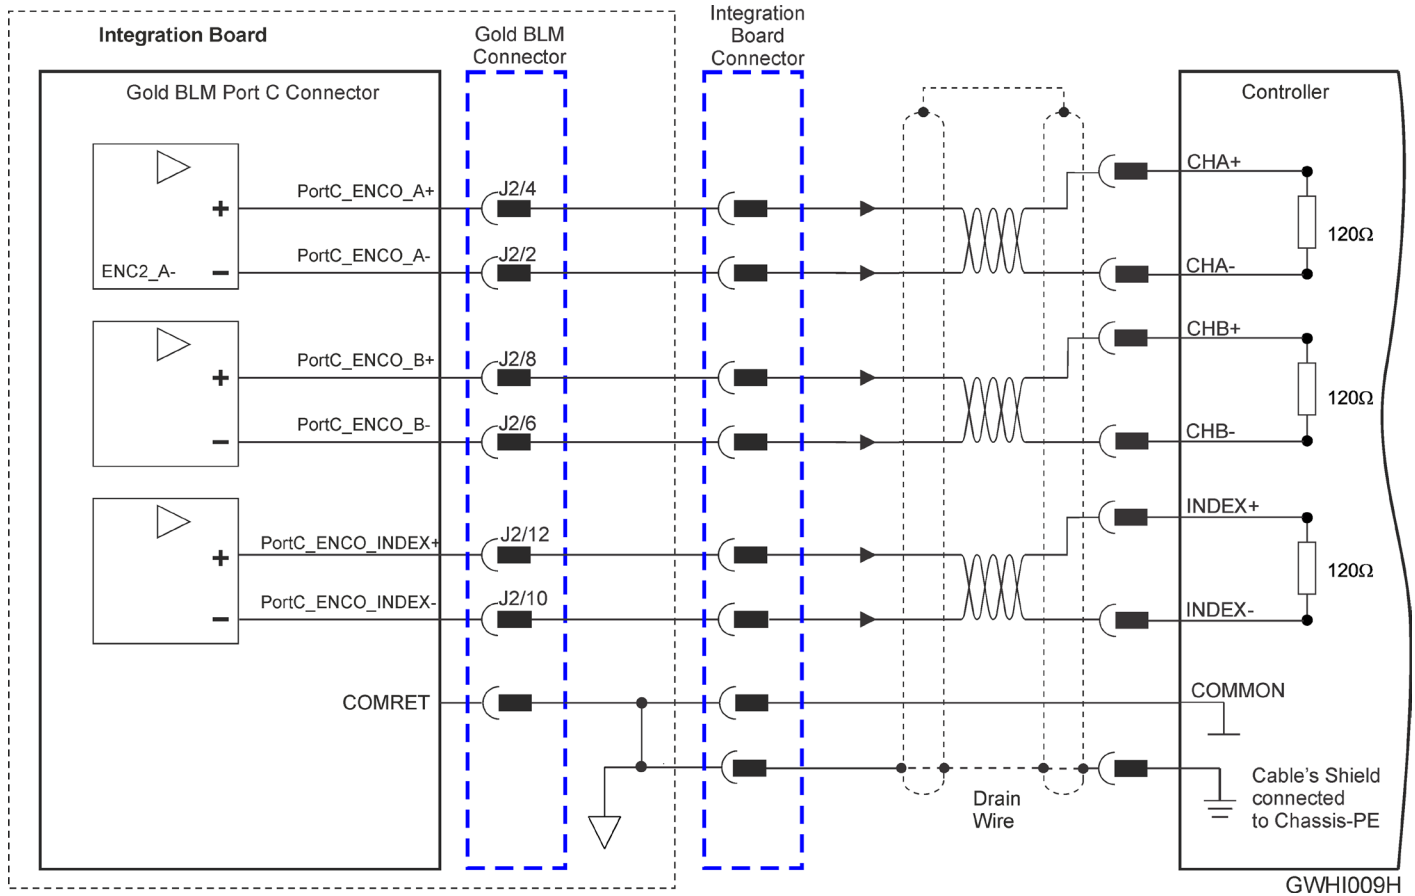 Integration Board
Gold BLM
Connector
Integration
Board
Connector
Gold BLM Port C Connector
Controller
PortC_ENCO_A+
J2/4
CHA+
+
120Ω
PortC_ENCO_A-
J2/2
CHA-
ENC2_A-
−
PortC_ENCO_B+
J2/8
CHB+
+
120Ω
PortC_ENCO_B-
J2/6
CHB-
−
PortC_ENCO_INDEX+
J2/12
INDEX+
+
120Ω
PortC_ENCO_INDEX-
J2/10
INDEX-
−
COMRET
COMMON
Drain
Wire
Cable's Shield
connected
to Chassis-PE
GWHI009H